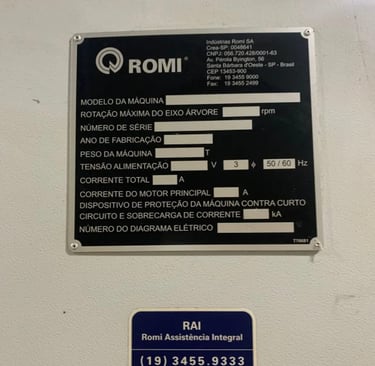 ROMI®
Indústrias Romi SA
Crea-SP: 0048641
CNPJ: 056.720.428/0001-63
Av. Pérola Byington, 56
Santa Bárbara d'Oeste - SP - Brasil
CEP 13453-900
Fone: 19 3455 9000
Fax: 19 3455 2499
MODELO DA MÁQUINA
ROTAÇÃO MÁXIMA DO EIXO ÁRVORE rpm
NÚMERO DE SÉRIE
ANO DE FABRICAÇÃO
PESO DA MÁQUINA T
TENSÃO ALIMENTAÇÃO V 3 ϕ 50 / 60 Hz
CORRENTE TOTAL A
CORRENTE DO MOTOR PRINCIPAL A
DISPOSITIVO DE PROTEÇÃO DA MÁQUINA CONTRA CURTO
CIRCUITO E SOBRECARGA DE CORRENTE kA
NÚMERO DO DIAGRAMA ELÉTRICO
RAI
Romi Assistência Integral
(19) 3455.9333